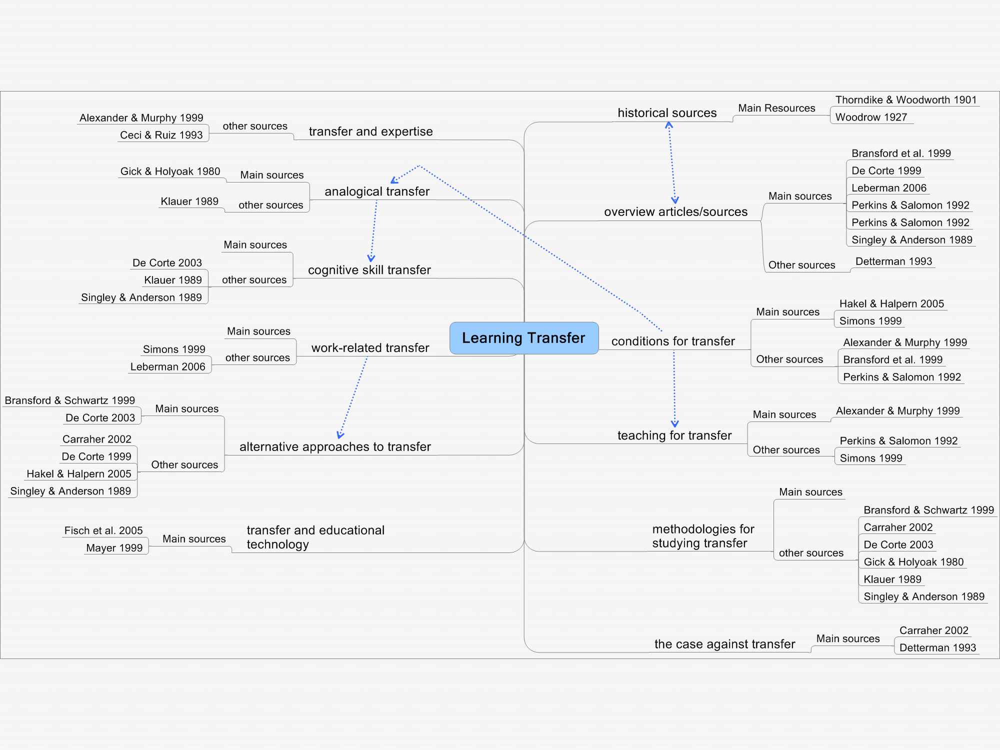 Learning Transfer
historical sources
Main Resources
Thorndike & Woodworth 1901
Woodrow 1927
overview articles/sources
Main sources
Bransford et al. 1999
De Corte 1999
Leberman 2006
Perkins & Salomon 1992
Perkins & Salomon 1992
Singley & Anderson 1989
Other sources
Detterman 1993
conditions for transfer
Main sources
Hakel & Halpern 2005
Simons 1999
Other sources
Alexander & Murphy 1999
Bransford et al. 1999
Perkins & Salomon 1992
teaching for transfer
Main sources
Alexander & Murphy 1999
Other sources
Perkins & Salomon 1992
Simons 1999
methodologies for
studying transfer
Main sources
other sources
Bransford & Schwartz 1999
Carraher 2002
De Corte 2003
Gick & Holyoak 1980
Klauer 1989
Singley & Anderson 1989
the case against transfer
Main sources
Carraher 2002
Detterman 1993
transfer and expertise
other sources
Alexander & Murphy 1999
Ceci & Ruiz 1993
analogical transfer
Main sources
Gick & Holyoak 1980
other sources
Klauer 1989
cognitive skill transfer
Main sources
other sources
De Corte 2003
Klauer 1989
Singley & Anderson 1989
work-related transfer
Main sources
other sources
Simons 1999
Leberman 2006
alternative approaches to transfer
Main sources
Bransford & Schwartz 1999
De Corte 2003
Other sources
Carraher 2002
De Corte 1999
Hakel & Halpern 2005
Singley & Anderson 1989
transfer and educational
technology
Main sources
Fisch et al. 2005
Mayer 1999